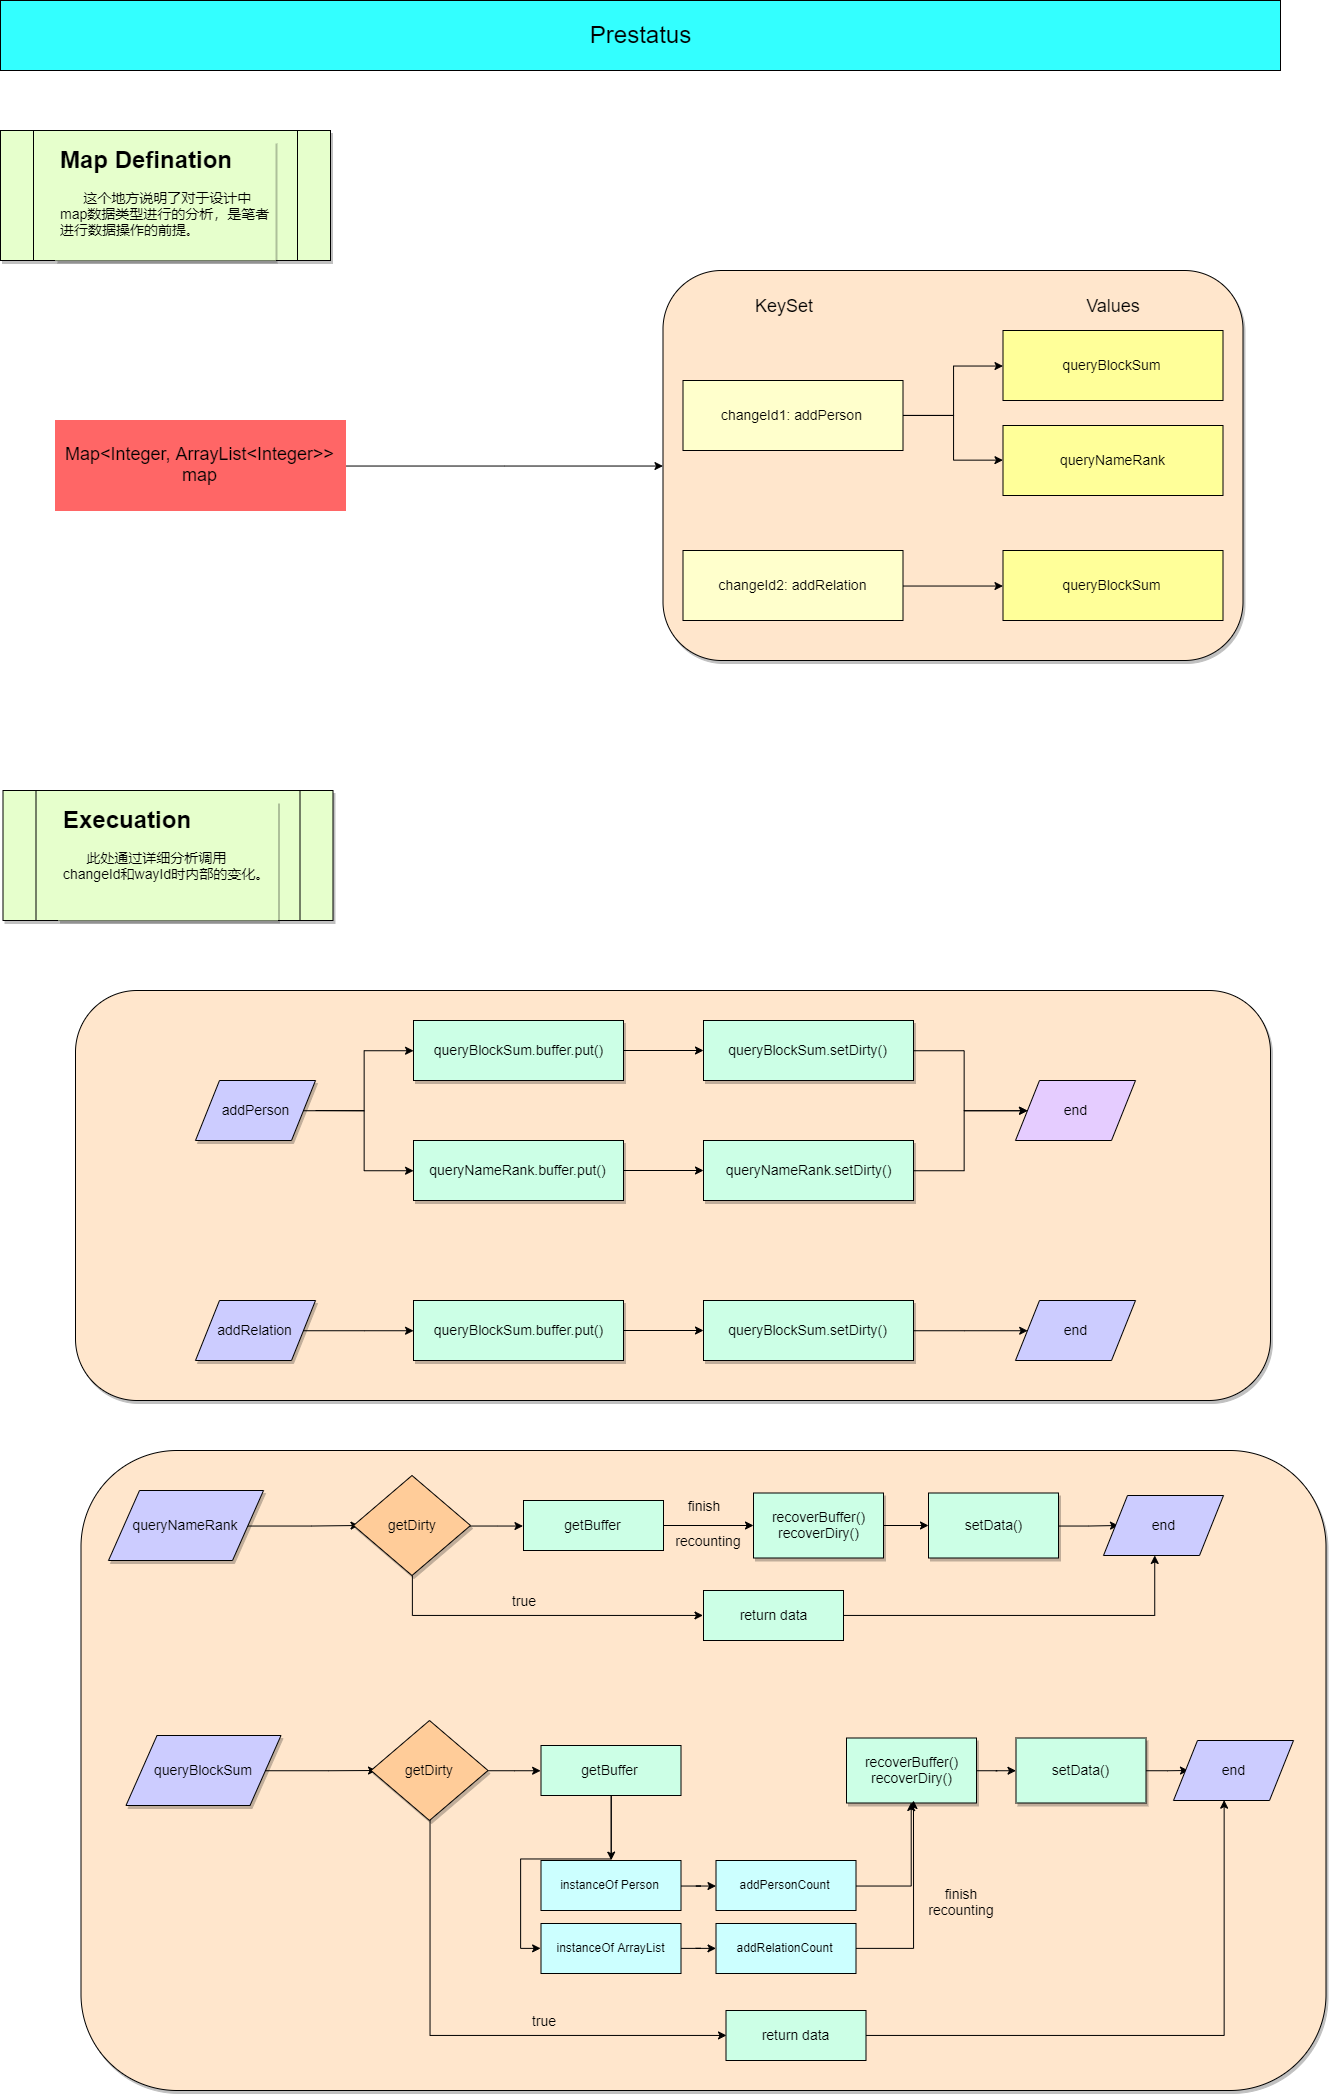 Prestatus
Map Defination
这个地方说明了对于设计中
map数据类型进行的分析，是笔者
进行数据操作的前提。
KeySet
Values
queryBlockSum
changeId1: addPerson
Map<Integer, ArrayList<Integer>>
map
queryNameRank
changeId2: addRelation
queryBlockSum
Execuation
此处通过详细分析调用
changeId和wayId时内部的变化。
queryBlockSum.buffer.put()
queryBlockSum.setDirty()
addPerson
end
queryNameRank.buffer.put()
queryNameRank.setDirty()
addRelation
queryBlockSum.buffer.put()
queryBlockSum.setDirty()
end
queryNameRank
getDirty
getBuffer
finish
recounting
recoverBuffer()
recoverDiry()
setData()
end
true
return data
queryBlockSum
getDirty
getBuffer
recoverBuffer()
recoverDiry()
setData()
end
instanceOf Person
addPersonCount
finish
recounting
instanceOf ArrayList
addRelationCount
true
return data